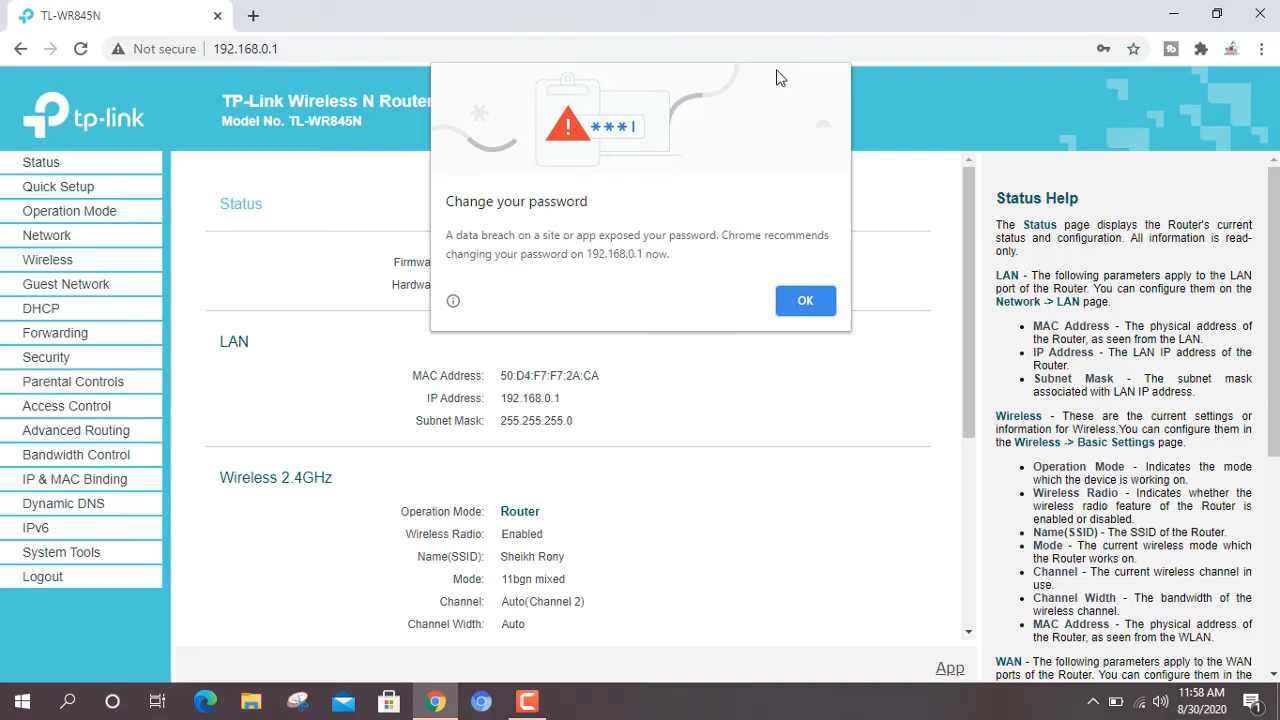 TL-WR845N
Not secure
192.168.0.1
tp-link
TP-Link Wireless N Router
Model No. TL-WR845N
***
Change your password
A data breach on a site or app exposed your password. Chrome recommends
changing your password on 192.168.0.1 now.
OK
Status
Quick Setup
Operation Mode
Network
Wireless
Guest Network
DHCP
Forwarding
Security
Parental Controls
Access Control
Advanced Routing
Bandwidth Control
IP & MAC Binding
Dynamic DNS
IPv6
System Tools
Logout
Status
Firmwa
Hardwa
LAN
MAC Address: 50:D4:F7:F7:2A:CA
IP Address: 192.168.0.1
Subnet Mask: 255.255.255.0
Wireless 2.4GHz
Operation Mode: Router
Wireless Radio: Enabled
Name(SSID): Sheikh Rony
Mode: 11bgn mixed
Channel: Auto(Channel 2)
Channel Width: Auto
App
Status Help
The Status page displays the Router's current
status and configuration. All information is read-
only.
LAN - The following parameters apply to the LAN
port of the Router. You can configure them on the
Network -> LAN page.
MAC Address - The physical address of
the Router, as seen from the LAN.
IP Address - The LAN IP address of the
Router.
Subnet Mask - The subnet mask
associated with LAN IP address.
Wireless - These are the current settings or
information for Wireless.You can configure them in
the Wireless -> Basic Settings page.
Operation Mode - Indicates the mode
which the device is working on.
Wireless Radio - Indicates whether the
wireless radio feature of the Router is
enabled or disabled.
Name(SSID) - The SSID of the Router.
Mode - The current wireless mode which
the Router works on.
Channel - The current wireless channel in
use.
Channel Width - The bandwidth of the
wireless channel.
MAC Address - The physical address of
the Router, as seen from the WLAN.
WAN - The following parameters apply to the WAN
ports of the Router. You can configure them in the
11:58 AM
8/30/2020
1